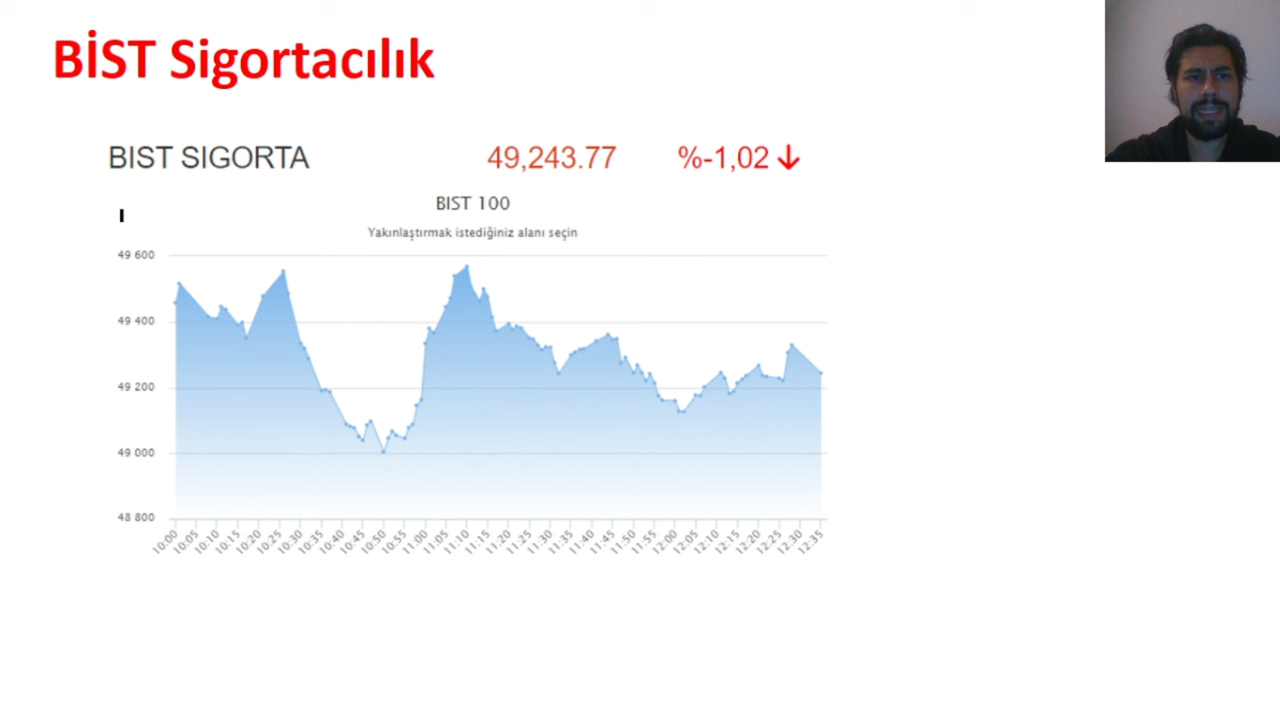 BİST Sigortacılık
BIST SIGORTA 49,243.77 %-1,02
BIST 100
Yakınlaştırmak istediğiniz alanı seçin
49 600
49 400
49 200
49 000
48 800
10:00 10:05 10:10 10:15 10:20 10:25 10:30 10:35 10:40 10:45 10:50 10:55 11:00 11:05 11:10 11:15 11:20 11:25 11:30 11:35 11:40 11:45 11:50 11:55 12:00 12:05 12:10 12:15 12:20 12:25 12:30 12:35